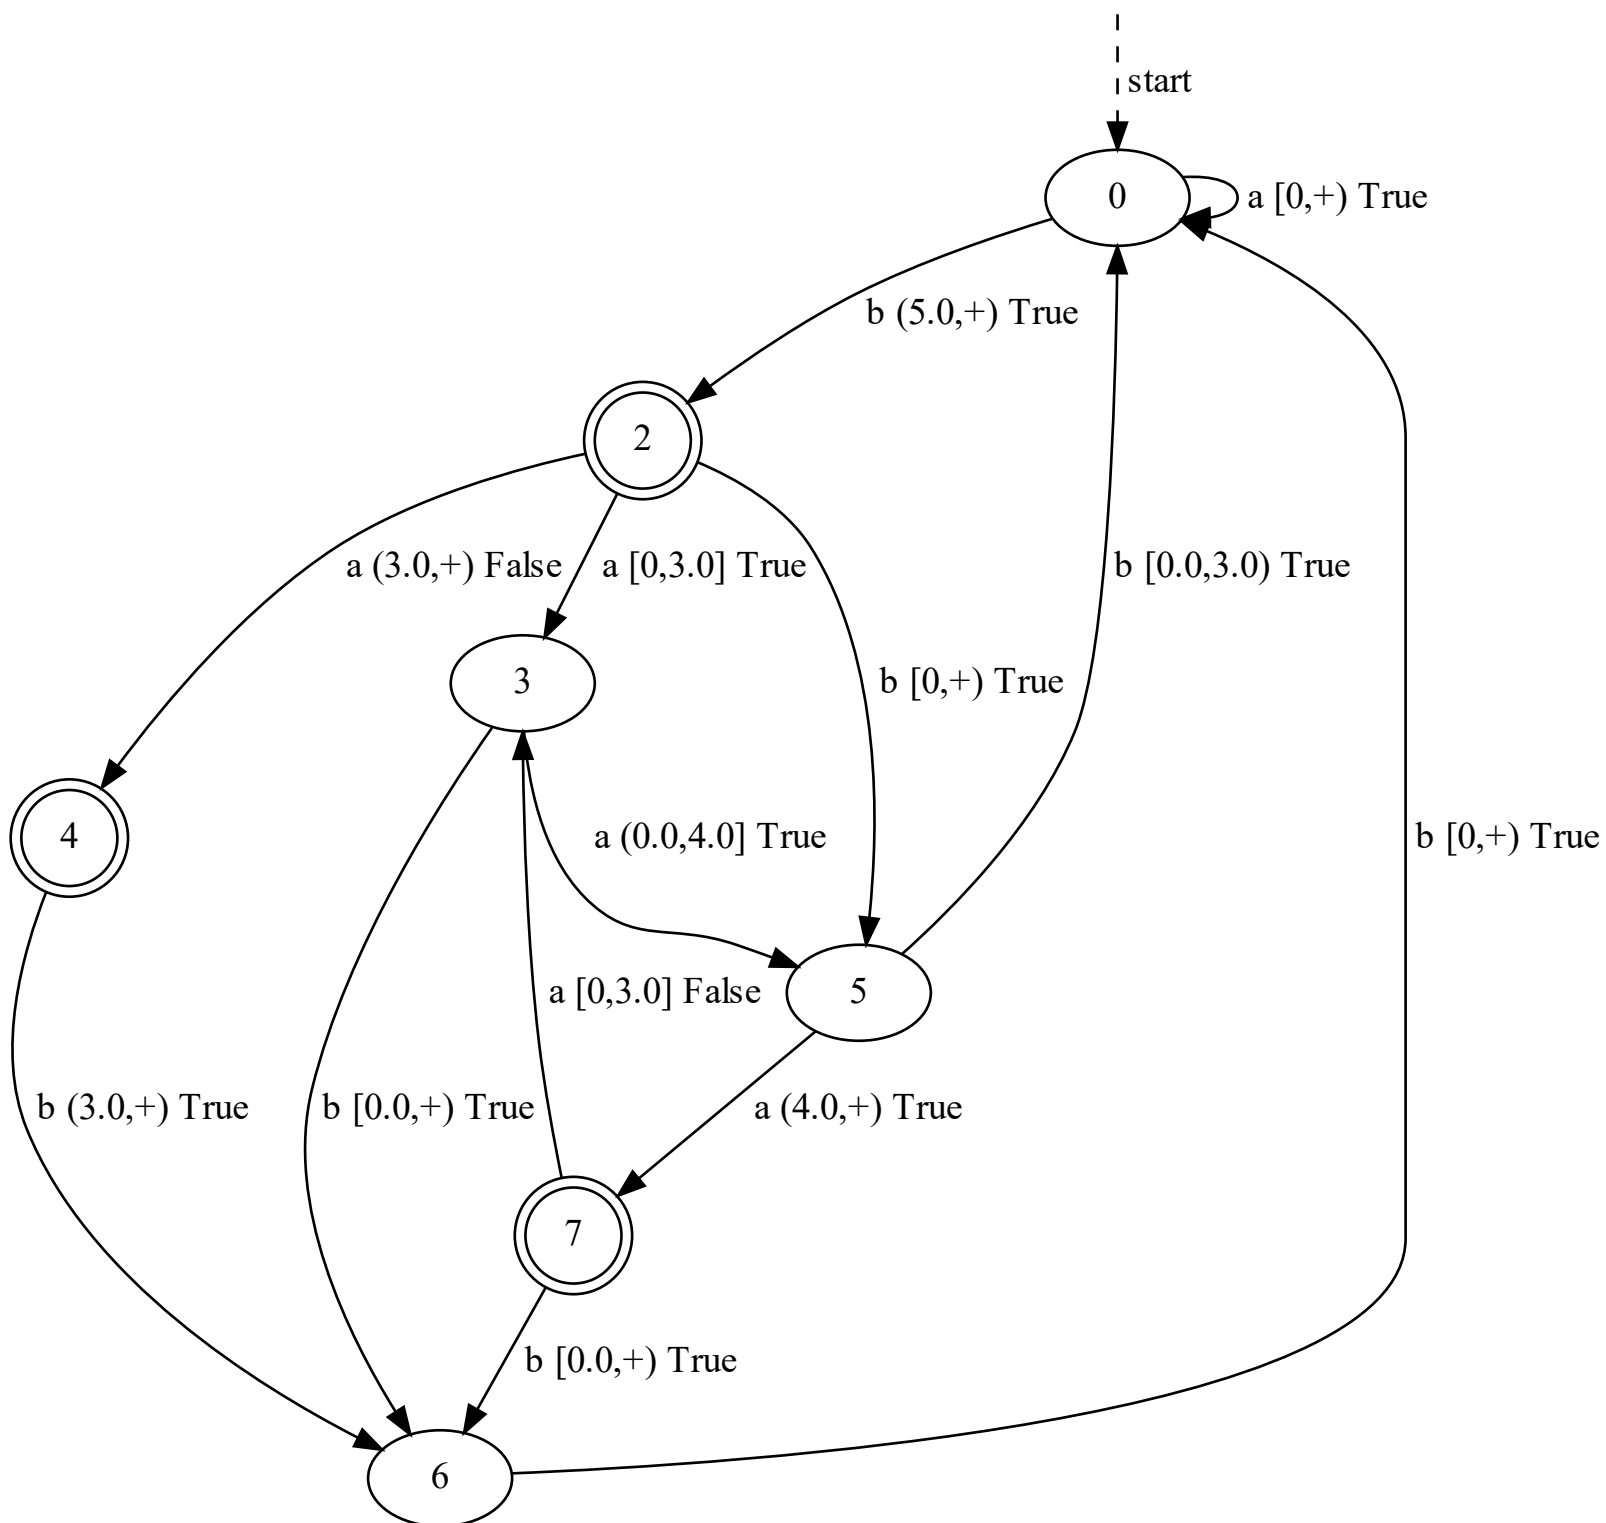 start
0
a [0,+) True
b (5.0,+) True
2
a (3.0,+) False
a [0,3.0] True
b [0.0,3.0) True
3
b [0,+) True
4
a (0.0,4.0] True
b [0,+) True
a [0,3.0] False
5
b (3.0,+) True
b [0.0,+) True
a (4.0,+) True
7
b [0.0,+) True
6